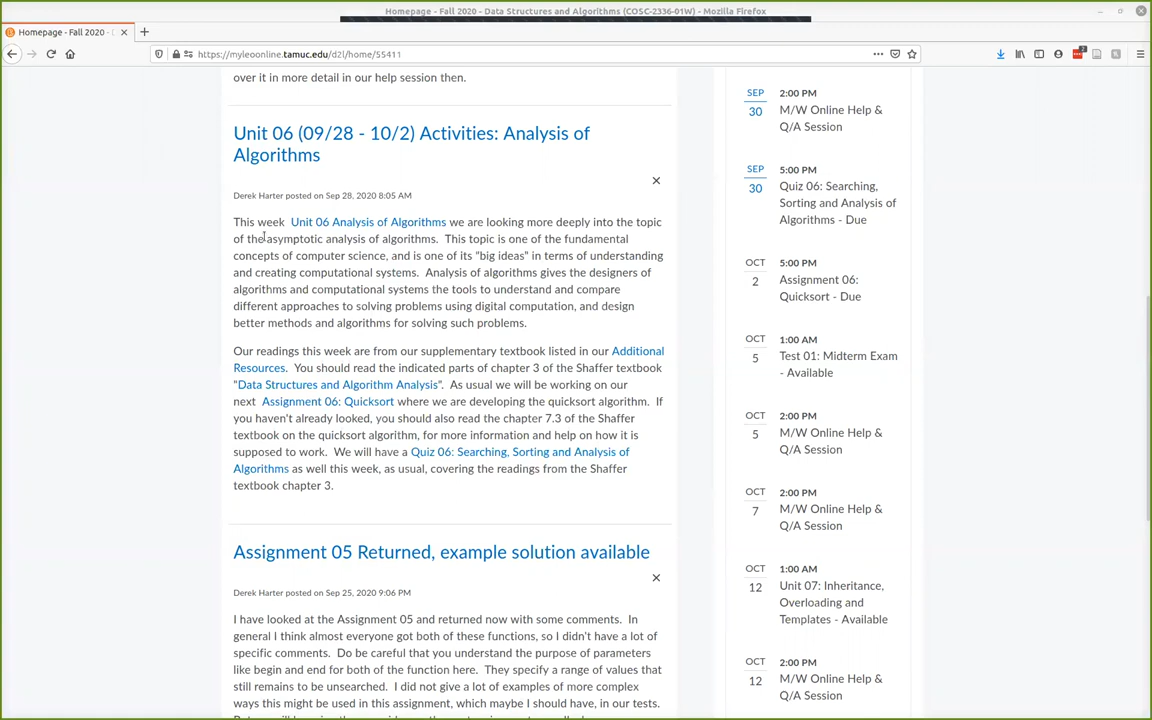 Homepage - Fall 2020 - Data Structures and Algorithms (COSC-2336-01W) - Mozilla Firefox
Homepage - Fall 2020 -
https://myleoonline.tamuc.edu/d2l/home/55411
over it in more detail in our help session then.
Unit 06 (09/28 - 10/2) Activities: Analysis of
Algorithms
Derek Harter posted on Sep 28, 2020 8:05 AM
This week Unit 06 Analysis of Algorithms we are looking more deeply into the topic
of the asymptotic analysis of algorithms. This topic is one of the fundamental
concepts of computer science, and is one of its "big ideas" in terms of understanding
and creating computational systems. Analysis of algorithms gives the designers of
algorithms and computational systems the tools to understand and compare
different approaches to solving problems using digital computation, and design
better methods and algorithms for solving such problems.
Our readings this week are from our supplementary textbook listed in our Additional
Resources. You should read the indicated parts of chapter 3 of the Shaffer textbook
"Data Structures and Algorithm Analysis". As usual we will be working on our
next Assignment 06: Quicksort where we are developing the quicksort algorithm. If
you haven't already looked, you should also read the chapter 7.3 of the Shaffer
textbook on the quicksort algorithm, for more information and help on how it is
supposed to work. We will have a Quiz 06: Searching, Sorting and Analysis of
Algorithms as well this week, as usual, covering the readings from the Shaffer
textbook chapter 3.
Assignment 05 Returned, example solution available
Derek Harter posted on Sep 25, 2020 9:06 PM
I have looked at the Assignment 05 and returned now with some comments. In
general I think almost everyone got both of these functions, so I didn't have a lot of
specific comments. Do be careful that you understand the purpose of parameters
like begin and end for both of the function here. They specify a range of values that
still remains to be unsearched. I did not give a lot of examples of more complex
ways this might be used in this assignment, which maybe I should have, in our tests.
SEP
30
2:00 PM
M/W Online Help &
Q/A Session
SEP
30
5:00 PM
Quiz 06: Searching,
Sorting and Analysis of
Algorithms - Due
OCT
2
5:00 PM
Assignment 06:
Quicksort - Due
OCT
5
1:00 AM
Test 01: Midterm Exam
- Available
OCT
5
2:00 PM
M/W Online Help &
Q/A Session
OCT
7
2:00 PM
M/W Online Help &
Q/A Session
OCT
12
1:00 AM
Unit 07: Inheritance,
Overloading and
Templates - Available
OCT
12
2:00 PM
M/W Online Help &
Q/A Session